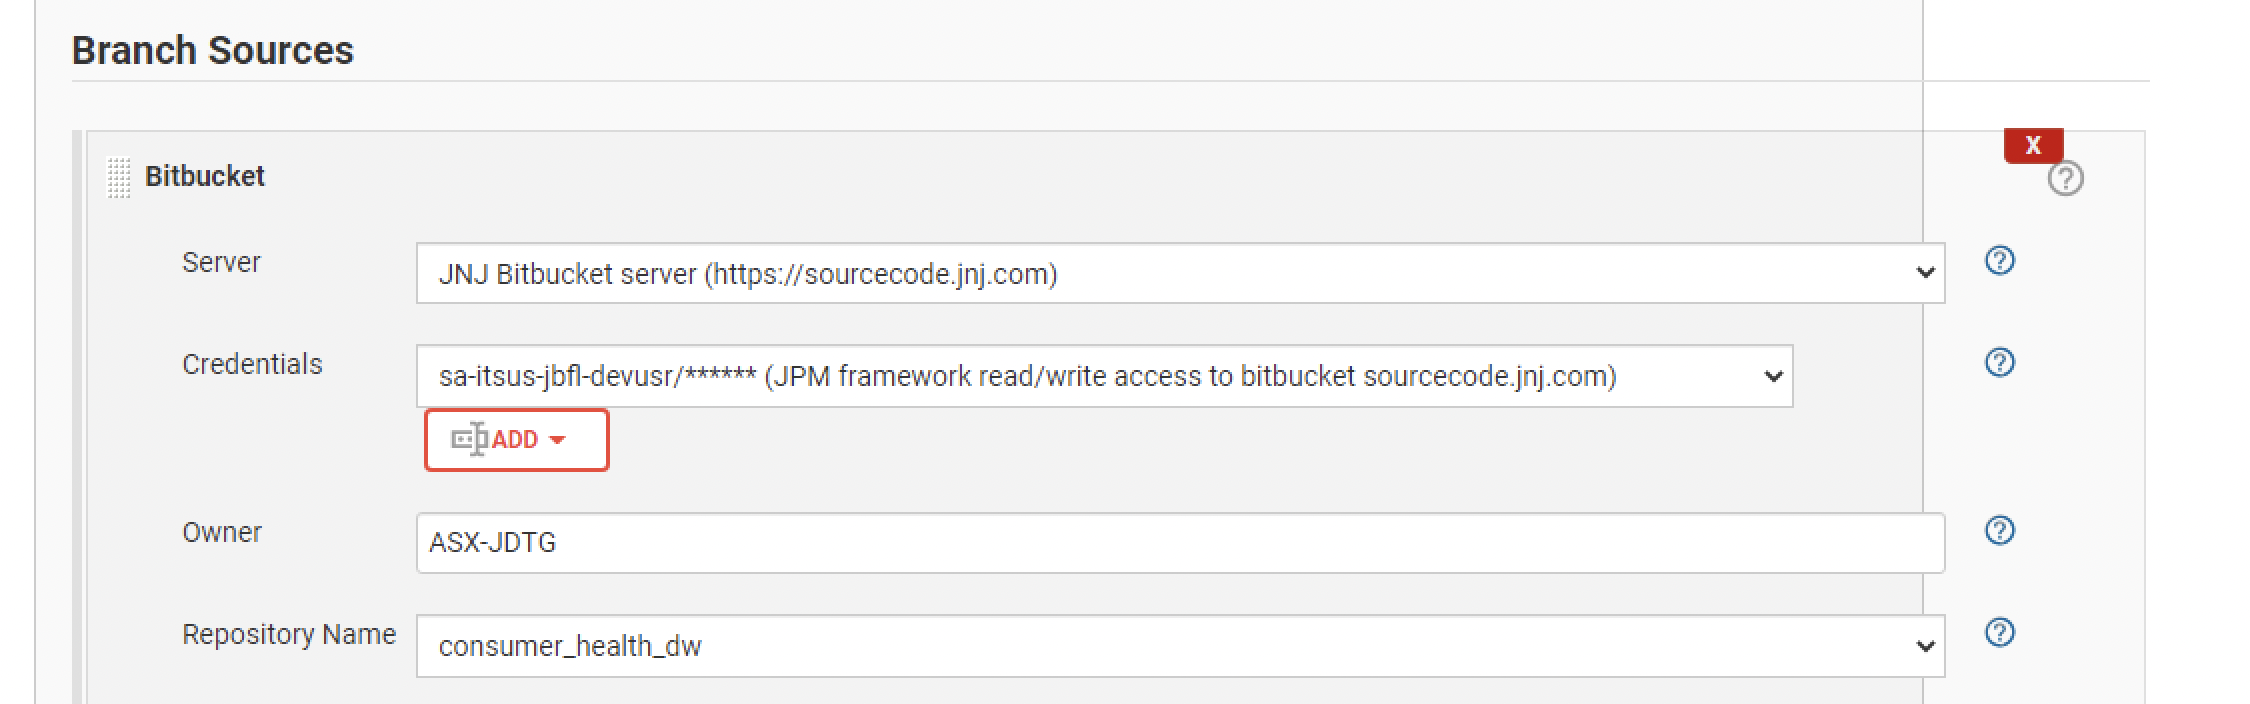 Branch Sources
X
Bitbucket
Server
JNJ Bitbucket server (https://sourcecode.jnj.com)
Credentials
sa-itsus-jbfl-devusr/****** (JPM framework read/write access to bitbucket sourcecode.jnj.com)
ADD
Owner
ASX-JDTG
Repository Name
consumer_health_dw